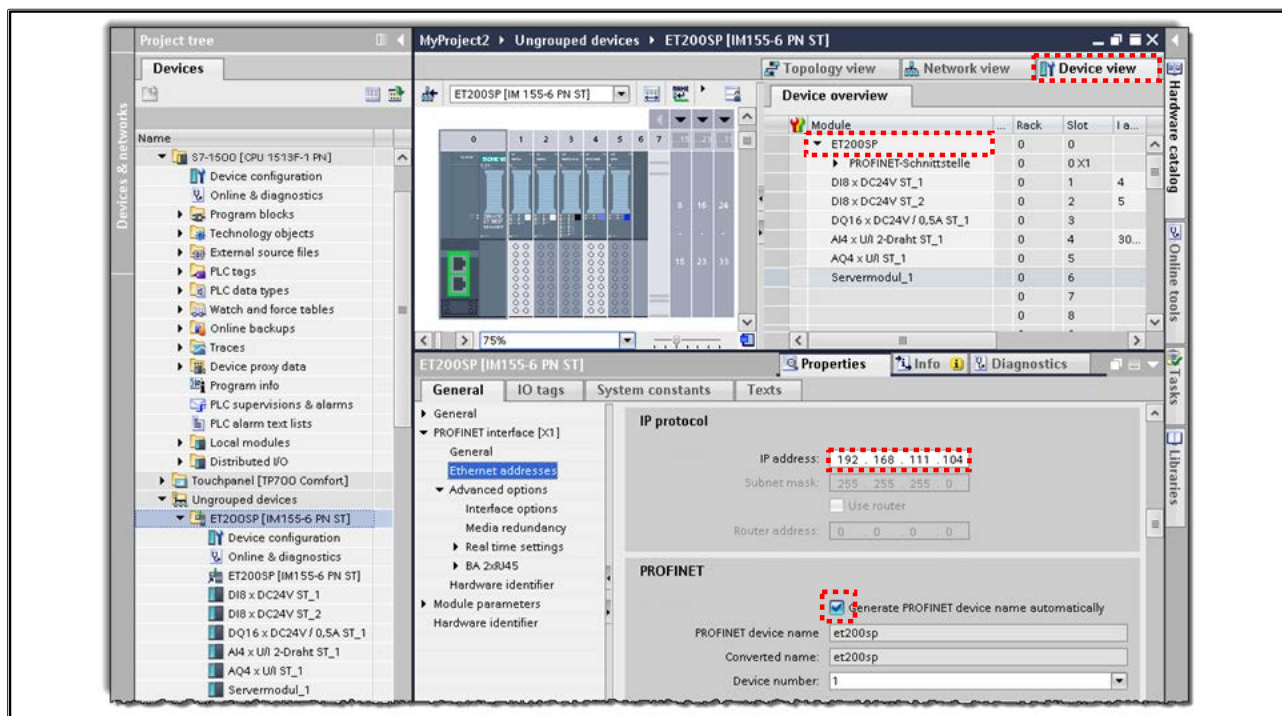 Project tree
Devices
Devices & networks
Name
S7-1500 [CPU 1513F-1 PN]
Device configuration
Online & diagnostics
Program blocks
Technology objects
External source files
PLC tags
PLC data types
Watch and force tables
Online backups
Traces
Device proxy data
Program info
PLC supervisions & alarms
PLC alarm text lists
Local modules
Distributed I/O
Touchpanel [TP700 Comfort]
Ungrouped devices
ET200SP [IM155-6 PN ST]
Device configuration
Online & diagnostics
ET200SP [IM155-6 PN ST]
DI8 x DC24V ST_1
DI8 x DC24V ST_2
DQ16 x DC24V / 0,5A ST_1
AI4 x U/I 2-Draht ST_1
AQ4 x U/I ST_1
Servermodul_1
MyProject2 Ungrouped devices ET200SP [IM155-6 PN ST]
Topology view Network view Device view
ET200SP [IM 155-6 PN ST]
0 1 2 3 4 5 6 7
8 16 24
15 23 33
75%
Device overview
Module ... Rack Slot I a...
ET200SP 0 0
PROFINET-Schnittstelle 0 0 X1
DI8 x DC24V ST_1 0 1 4
DI8 x DC24V ST_2 0 2 5
DQ16 x DC24V / 0,5A ST_1 0 3
AI4 x U/I 2-Draht ST_1 0 4 30...
AQ4 x U/I ST_1 0 5
Servermodul_1 0 6
0 7
0 8
ET200SP [IM155-6 PN ST]
Properties Info Diagnostics
General IO tags System constants Texts
General
PROFINET interface [X1]
General
Ethernet addresses
Advanced options
Interface options
Media redundancy
Real time settings
BA 2xRJ45
Hardware identifier
Module parameters
Hardware identifier
IP protocol
IP address: 192 . 168 . 111 . 104
Subnet mask: 255 . 255 . 255 . 0
Use router
Router address: 0 . 0 . 0 . 0
PROFINET
Generate PROFINET device name automatically
PROFINET device name et200sp
Converted name: et200sp
Device number: 1
Hardware catalog
Online tools
Tasks
Libraries